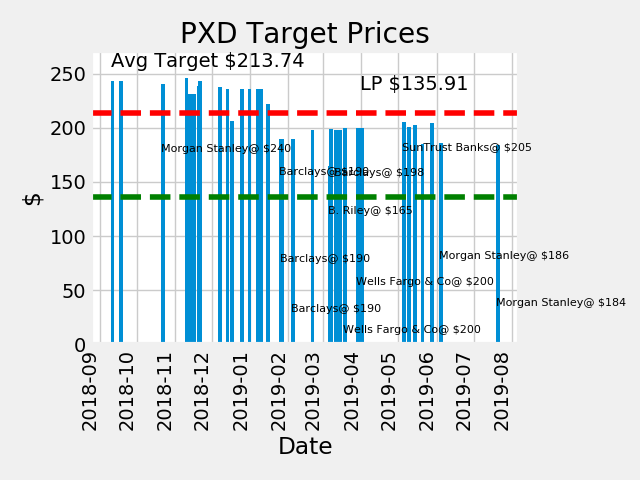 PXD Target Prices
Avg Target $213.74
LP $135.91
250
200
150
100
50
0
$
Morgan Stanley@ $240
SunTrust Banks@ $205
Barclays@ $190
Barclays@ $198
B. Riley@ $165
Barclays@ $190
Morgan Stanley@ $186
Wells Fargo & Co@ $200
Morgan Stanley@ $184
Barclays@ $190
Wells Fargo & Co@ $200
2018-09
2018-10
2018-11
2018-12
2019-01
2019-02
2019-03
2019-04
2019-05
2019-06
2019-07
2019-08
Date